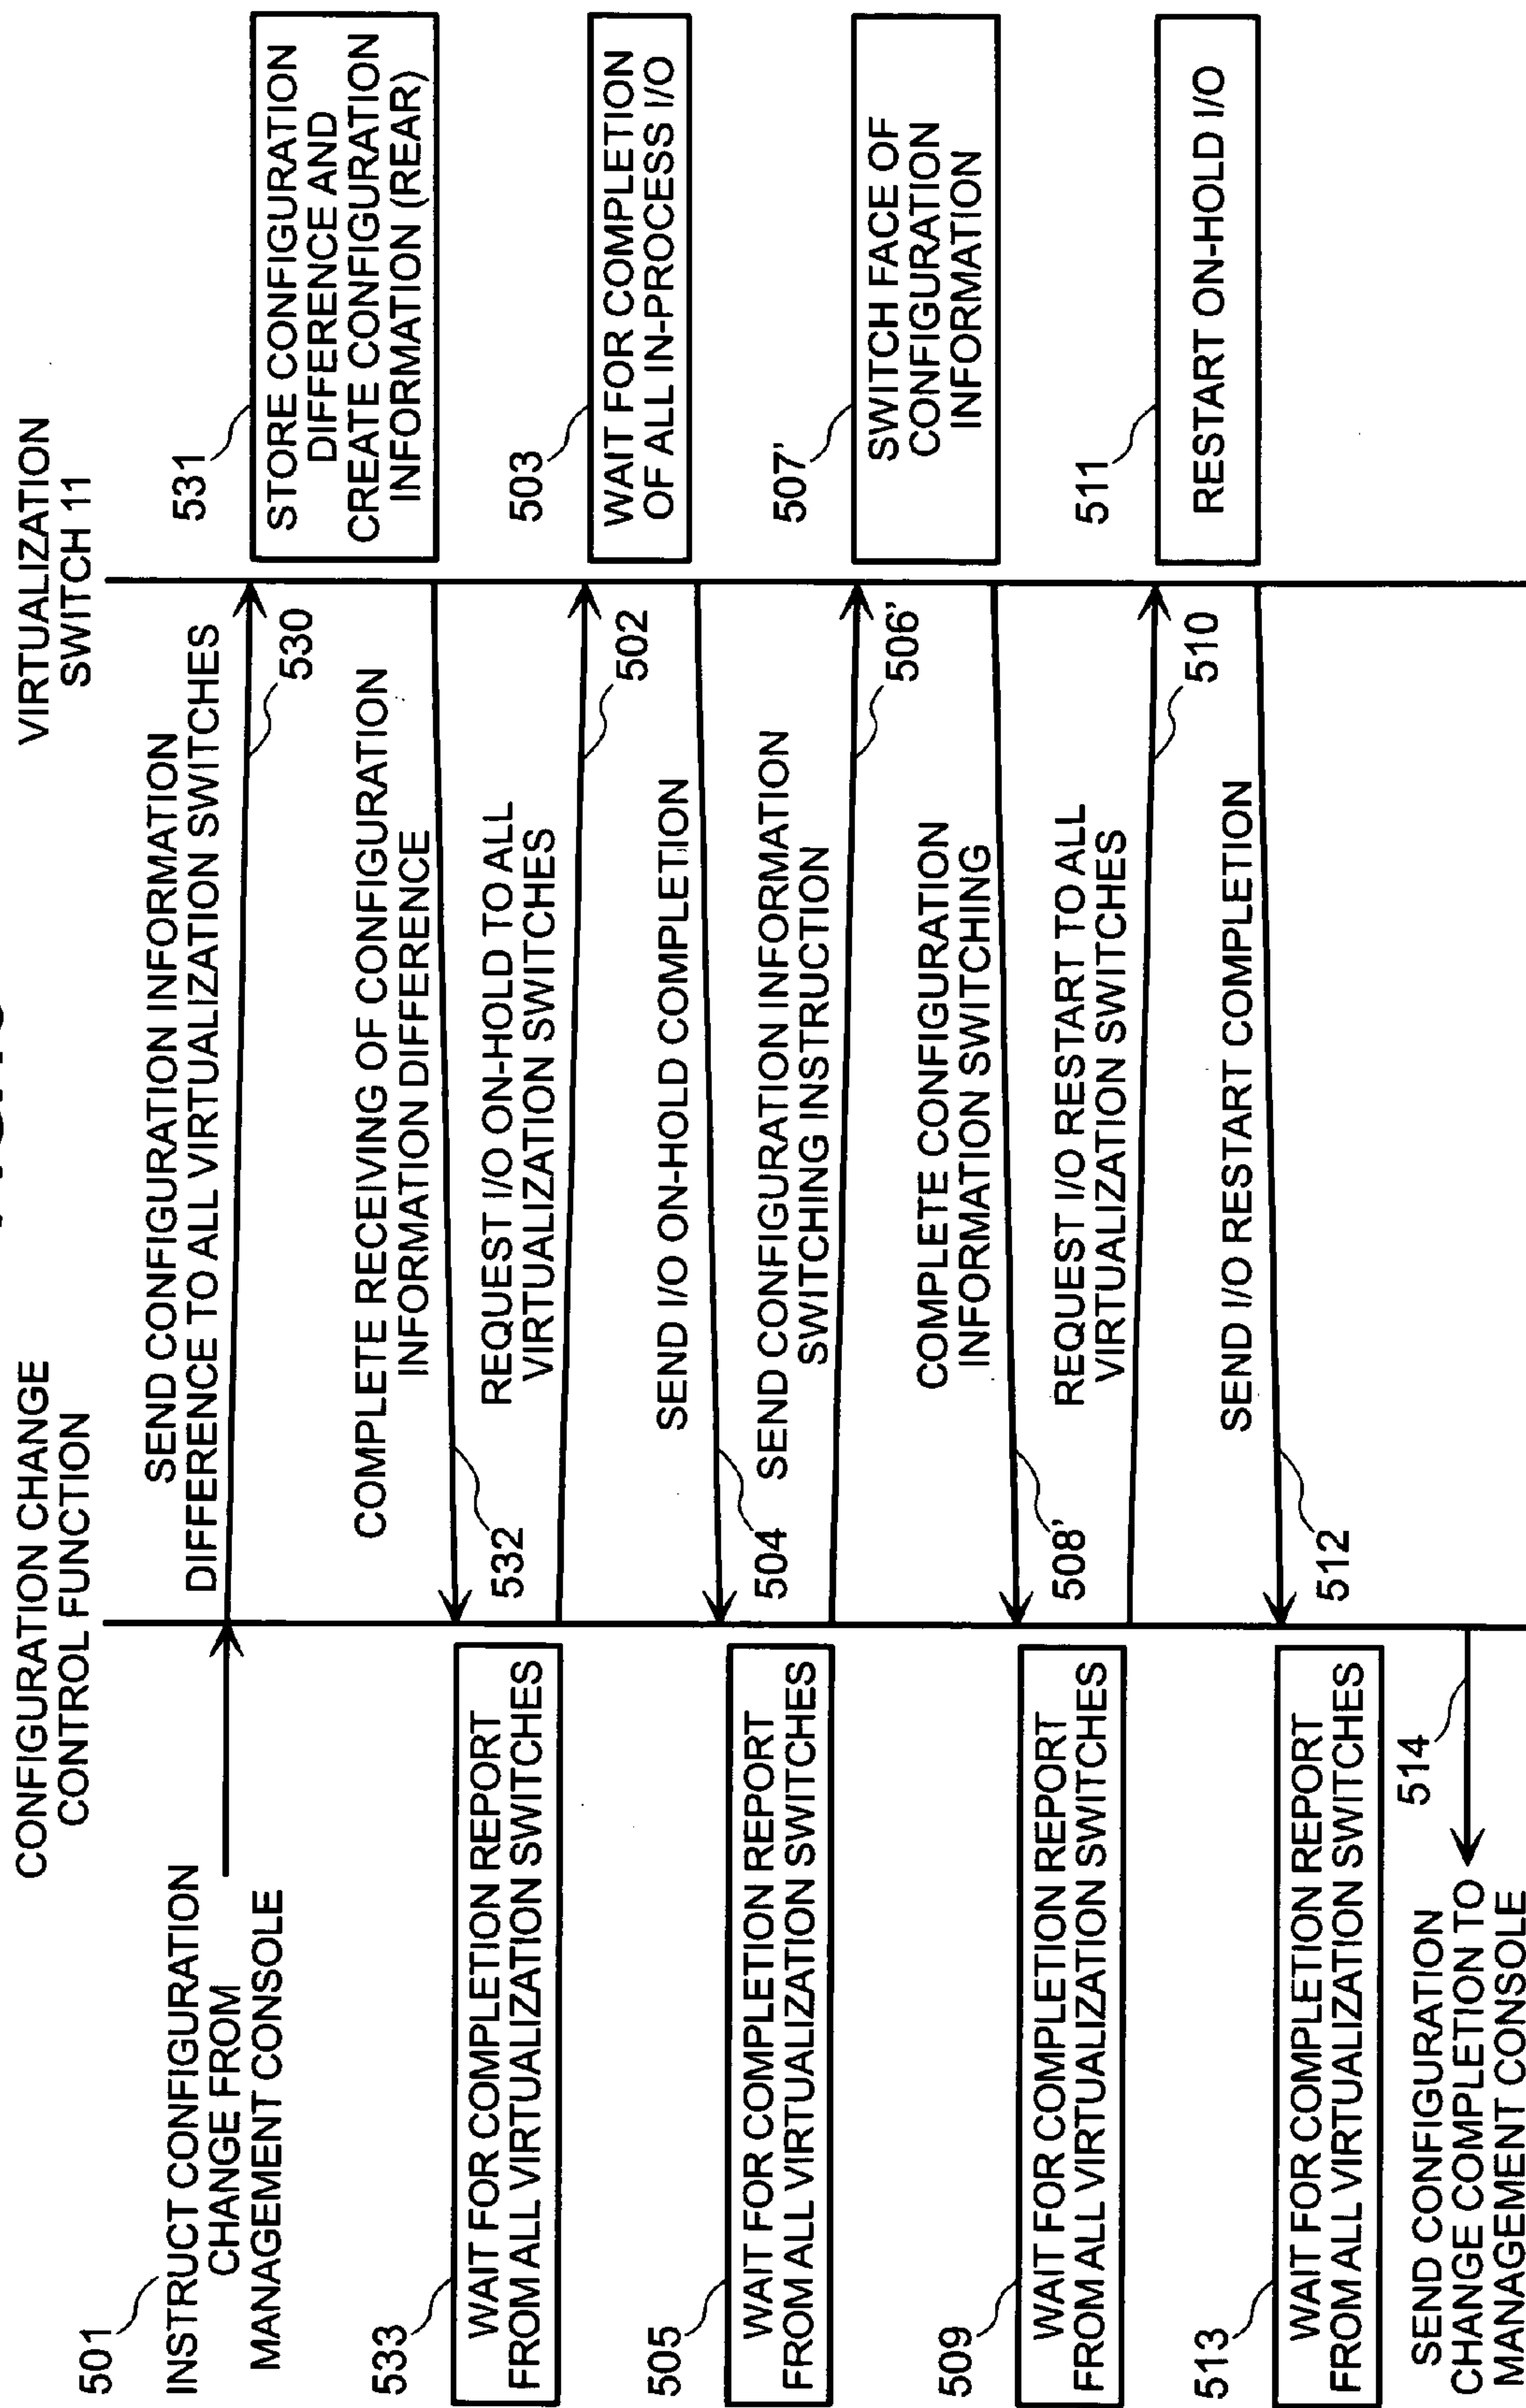 CONFIGURATION CHANGE
CONTROL FUNCTION
VIRTUALIZATION
SWITCH 11
501
INSTRUCT CONFIGURATION
CHANGE FROM
MANAGEMENT CONSOLE
SEND CONFIGURATION INFORMATION
DIFFERENCE TO ALL VIRTUALIZATION SWITCHES
530
531
STORE CONFIGURATION
DIFFERENCE AND
CREATE CONFIGURATION
INFORMATION (REAR)
COMPLETE RECEIVING OF CONFIGURATION
INFORMATION DIFFERENCE
532
533
WAIT FOR COMPLETION REPORT
FROM ALL VIRTUALIZATION SWITCHES
REQUEST I/O ON-HOLD TO ALL
VIRTUALIZATION SWITCHES
502
503
WAIT FOR COMPLETION
OF ALL IN-PROCESS I/O
SEND I/O ON-HOLD COMPLETION
504
505
WAIT FOR COMPLETION REPORT
FROM ALL VIRTUALIZATION SWITCHES
SEND CONFIGURATION INFORMATION
SWITCHING INSTRUCTION
506'
507'
SWITCH FACE OF
CONFIGURATION
INFORMATION
COMPLETE CONFIGURATION
INFORMATION SWITCHING
508'
509
WAIT FOR COMPLETION REPORT
FROM ALL VIRTUALIZATION SWITCHES
REQUEST I/O RESTART TO ALL
VIRTUALIZATION SWITCHES
510
511
RESTART ON-HOLD I/O
SEND I/O RESTART COMPLETION
512
513
WAIT FOR COMPLETION REPORT
FROM ALL VIRTUALIZATION SWITCHES
514
SEND CONFIGURATION
CHANGE COMPLETION TO
MANAGEMENT CONSOLE